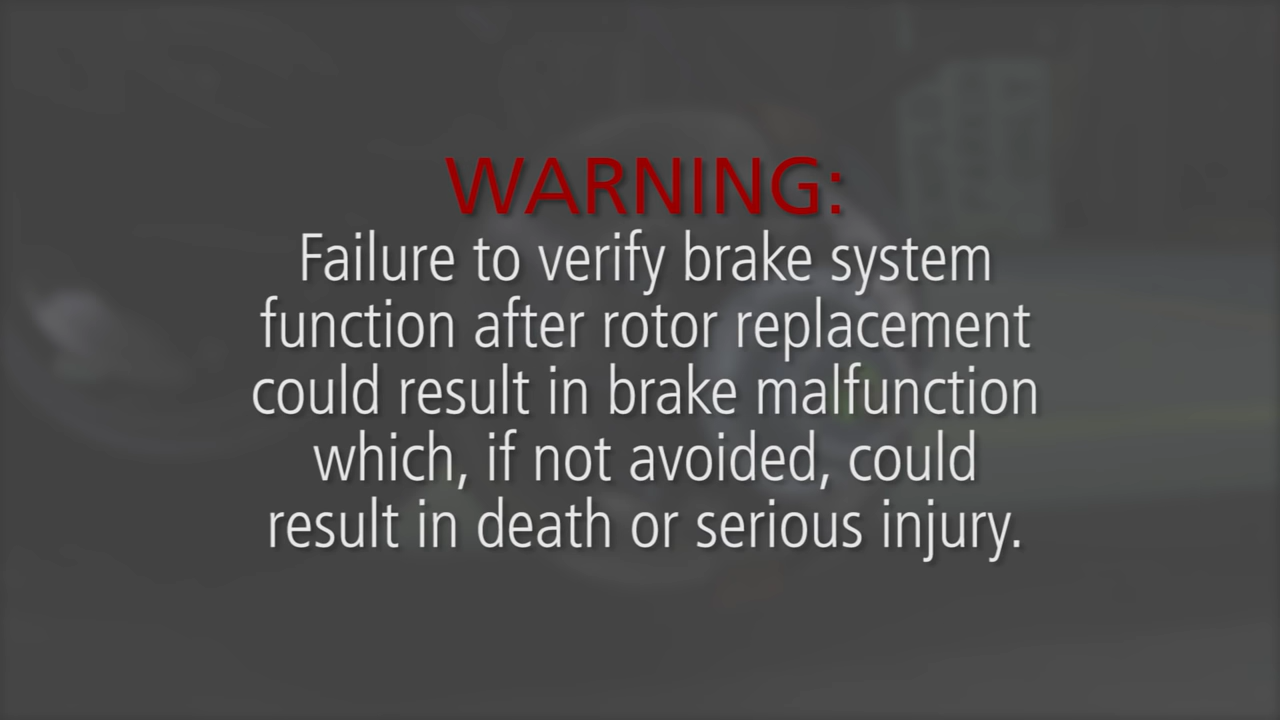 WARNING:
Failure to verify brake system
function after rotor replacement
could result in brake malfunction
which, if not avoided, could
result in death or serious injury.